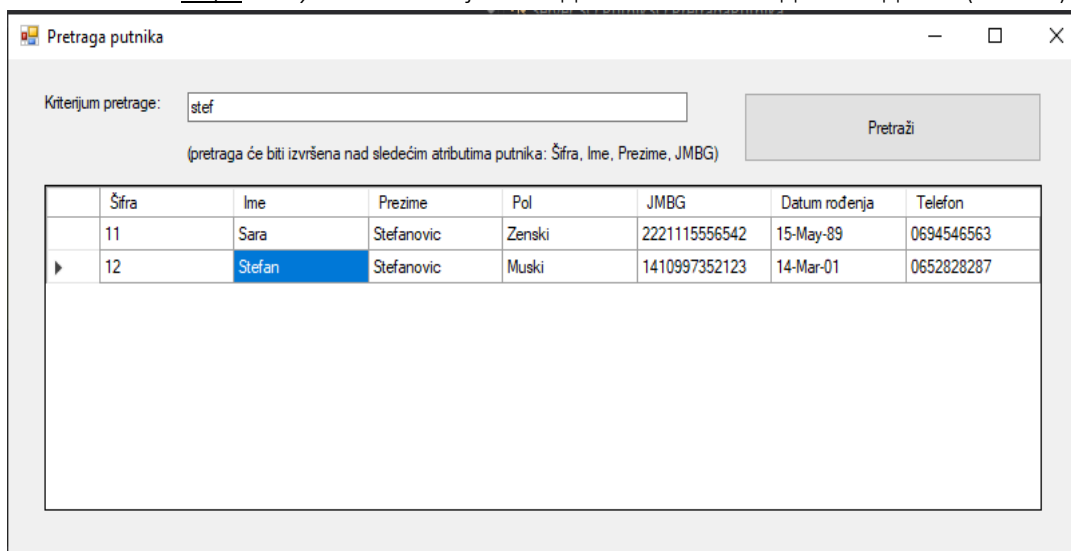 Pretraga putnika
Kriterijum pretrage: stef
Pretraži
(pretraga će biti izvršena nad sledećim atributima putnika: Šifra, Ime, Prezime, JMBG)
Šifra Ime Prezime Pol JMBG Datum rođenja Telefon
11 Sara Stefanovic Zenski 2221115556542 15-May-89 0694546563
12 Stefan Stefanovic Muski 1410997352123 14-Mar-01 0652828287